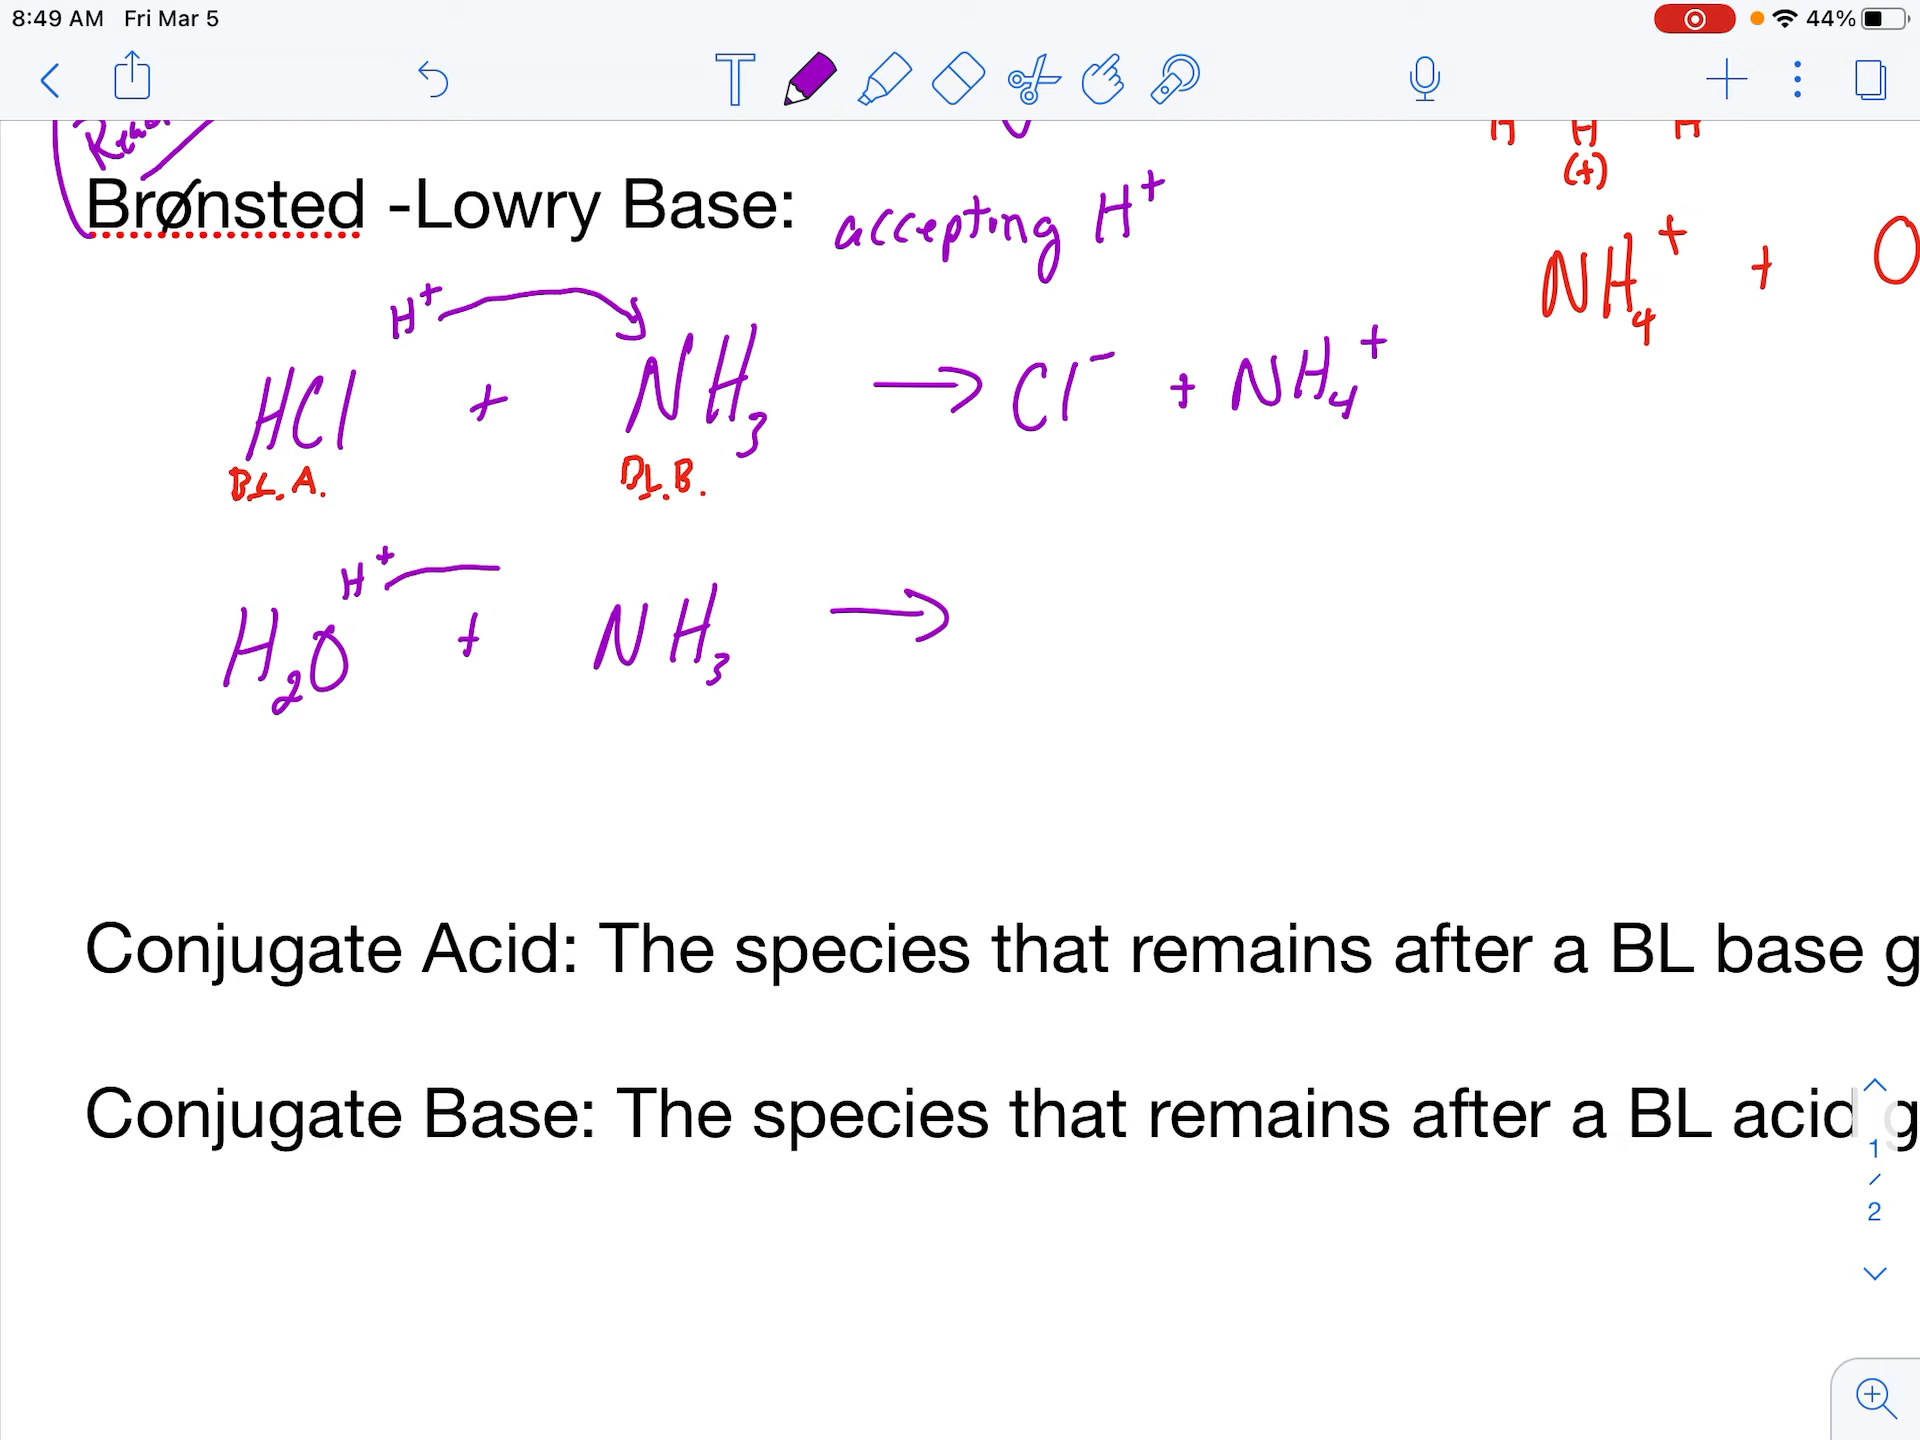 8:49 AM Fri Mar 5 44%
T
H H H
(+)
Brønsted -Lowry Base: accepting H⁺
NH₄⁺ +
H⁺
HCl + NH₃ → Cl⁻ + NH₄⁺
B.L. A. B.L. B.
H⁺
H₂O + NH₃ →
Conjugate Acid: The species that remains after a BL base g
Conjugate Base: The species that remains after a BL acid g
1
/
2